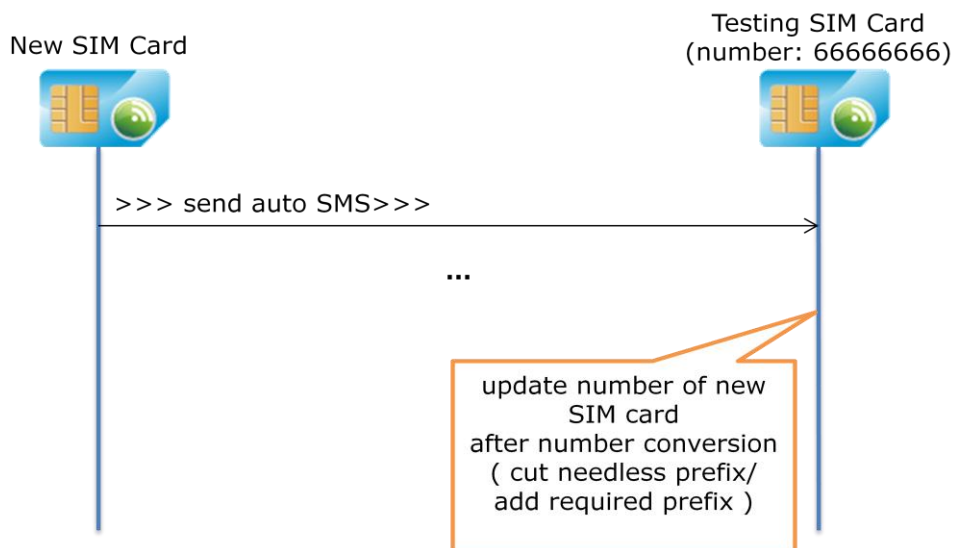 New SIM Card
Testing SIM Card
(number: 66666666)
>>> send auto SMS>>>
...
update number of new
SIM card
after number conversion
( cut needless prefix/
add required prefix )